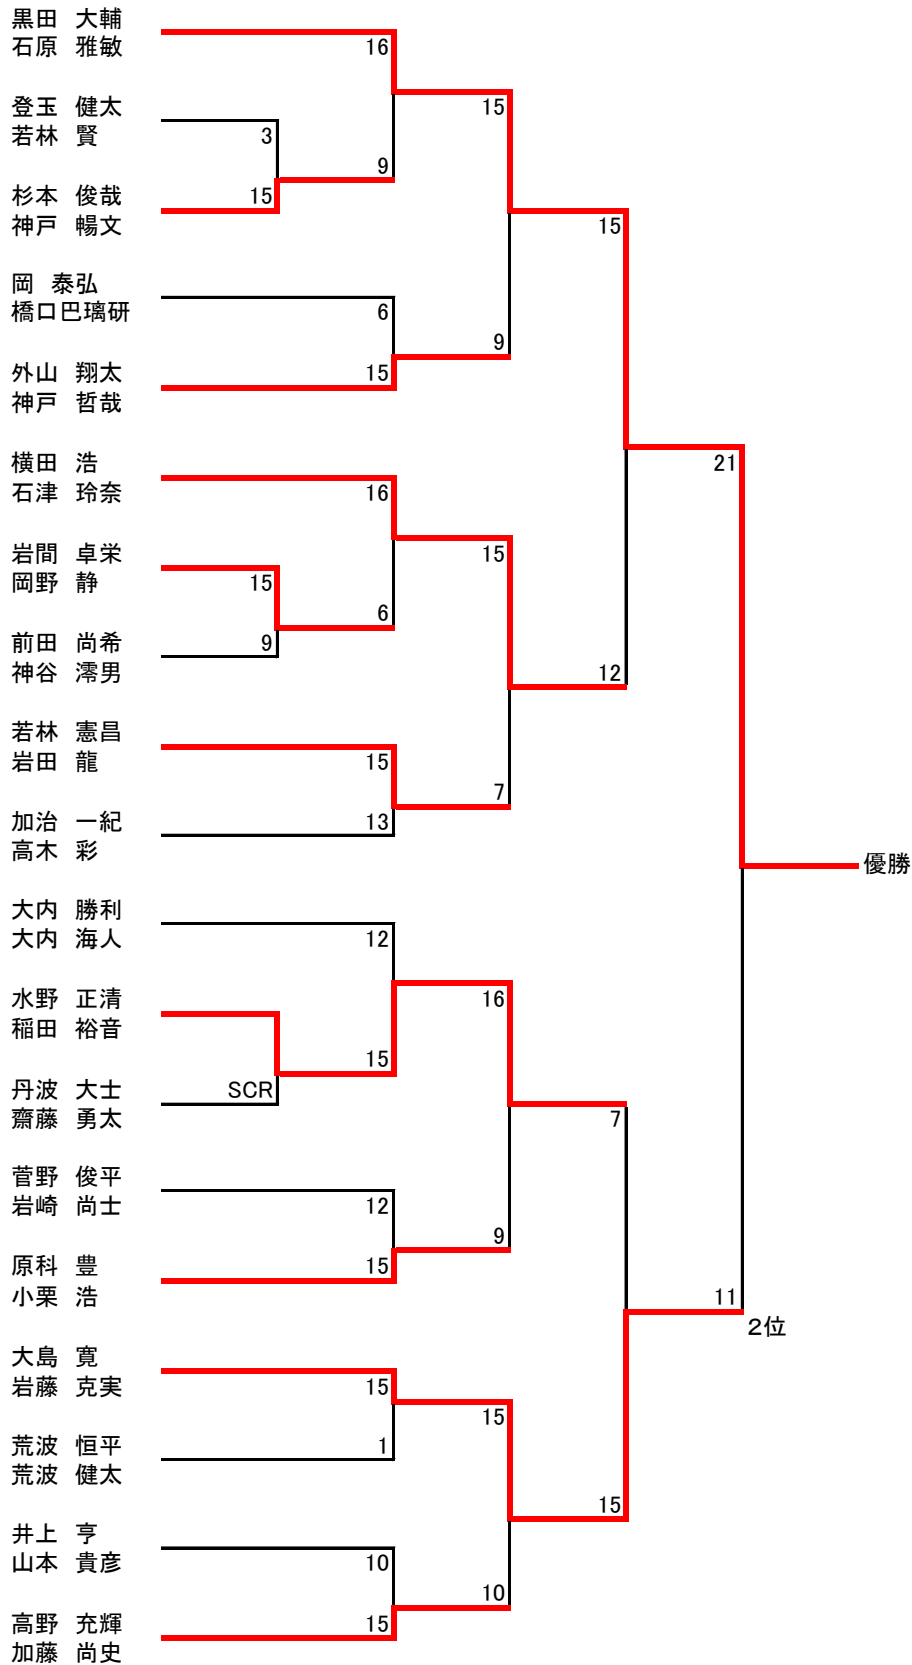 黒田　大輔
石原　雅敏
16
15
登玉　健太
若林　賢
3
9
杉本　俊哉
神戸　暢文
15
15
岡　泰弘
橋口巴璃研
6
9
外山　翔太
神戸　哲哉
15
横田　浩
石津　玲奈
21
16
岩間　卓栄
岡野　静
15
15
6
前田　尚希
神谷　澪男
9
12
若林　憲昌
岩田　龍
15
7
加治　一紀
高木　彩
13
優勝
大内　勝利
大内　海人
12
水野　正清
稲田　裕音
16
15
丹波　大士
齋藤　勇太
SCR
7
菅野　俊平
岩崎　尚士
12
9
原科　豊
小栗　浩
15
11
2位
大島　寛
岩藤　克実
15
15
荒波　恒平
荒波　健太
1
15
井上　亨
山本　貴彦
10
10
高野　充輝
加藤　尚史
15